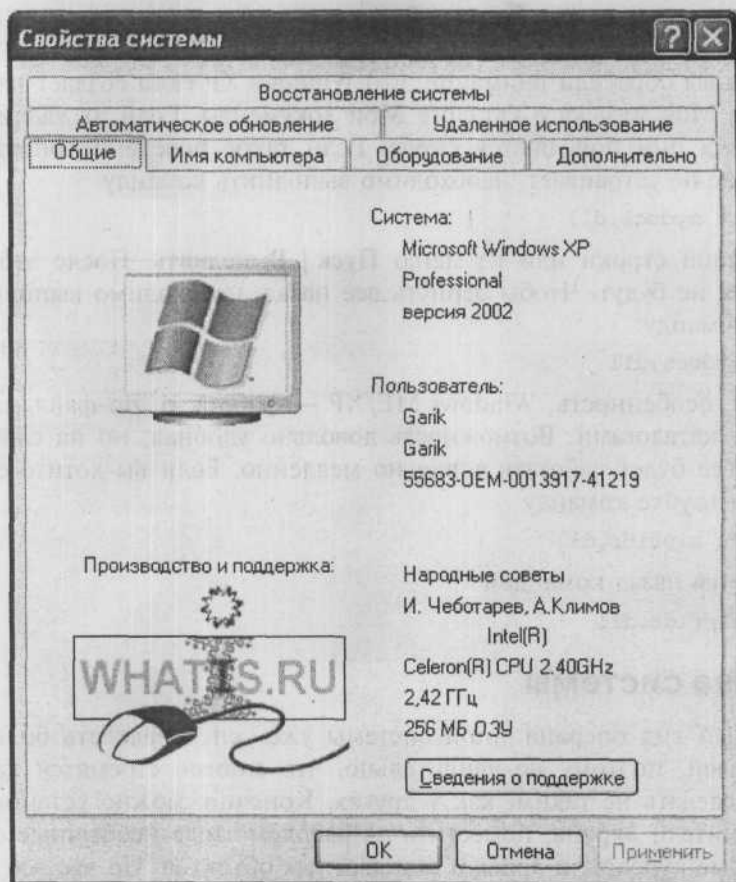 Свойства системы
Восстановление системы
Автоматическое обновление Удаленное использование
Общие Имя компьютера Оборудование Дополнительно
Система:
Microsoft Windows XP
Professional
версия 2002
Пользователь:
Garik
Garik
55683-OEM-0013917-41219
Производство и поддержка:
WHATIS.RU
Народные советы
И. Чеботарев, А.Климов
Intel(R)
Celeron(R) CPU 2.40GHz
2,42 ГГц
256 МБ ОЗУ
Сведения о поддержке
OK Отмена Применить